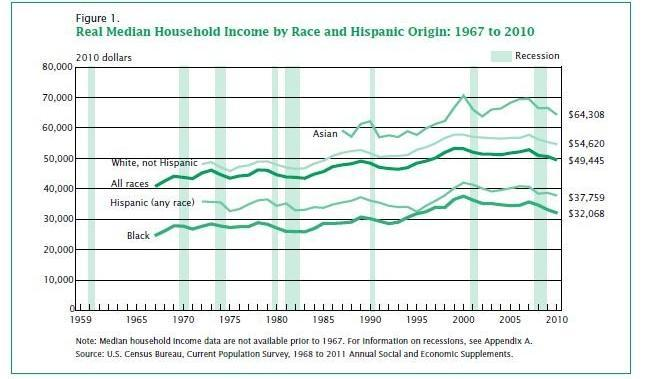 Figure 1.
Real Median Household Income by Race and Hispanic Origin: 1967 to 2010
2010 dollars
Recession
80,000
70,000
60,000
50,000
40,000
30,000
20,000
10,000
0
Asian
White, not Hispanic
All races
Hispanic (any race)
Black
$64,308
$54,620
$49,445
$37,759
$32,068
1959 1965 1970 1975 1980 1985 1990 1995 2000 2005 2010
Note: Median household income data are not available prior to 1967. For information on recessions, see Appendix A.
Source: U.S. Census Bureau, Current Population Survey, 1968 to 2011 Annual Social and Economic Supplements.